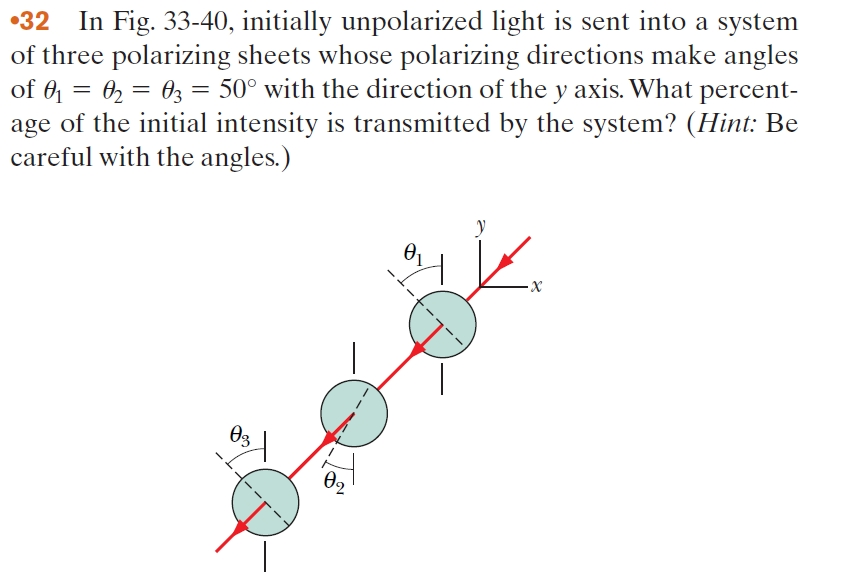 •32 In Fig. 33-40, initially unpolarized light is sent into a system
of three polarizing sheets whose polarizing directions make angles
of θ₁ = θ₂ = θ₃ = 50° with the direction of the y axis. What percent-
age of the initial intensity is transmitted by the system? (Hint: Be
careful with the angles.)
y
θ₁
x
θ₃
θ₂